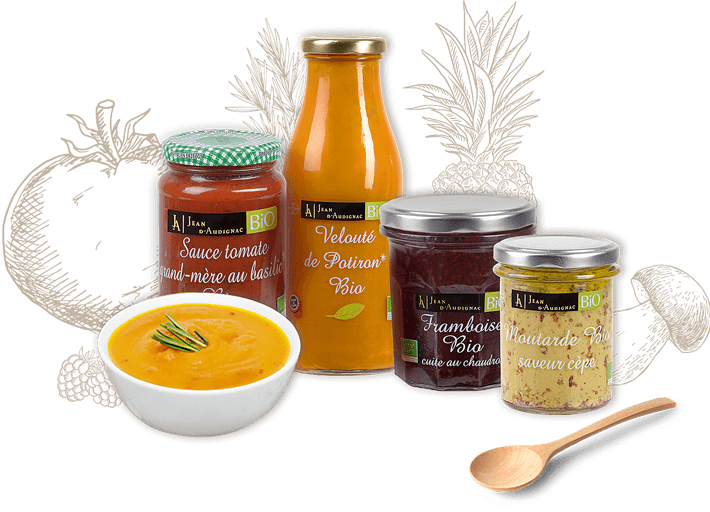 JEAN
D'AUDIGNAC
BIO
Sauce tomate
grand-mère au basilic
Bio
JEAN
D'AUDIGNAC
BIO
Velouté
de Potiron*
Bio
JEAN
D'AUDIGNAC
BIO
Framboise
Bio
cuite au chaudron
JEAN
D'AUDIGNAC
BIO
Moutarde Bio
saveur cèpe